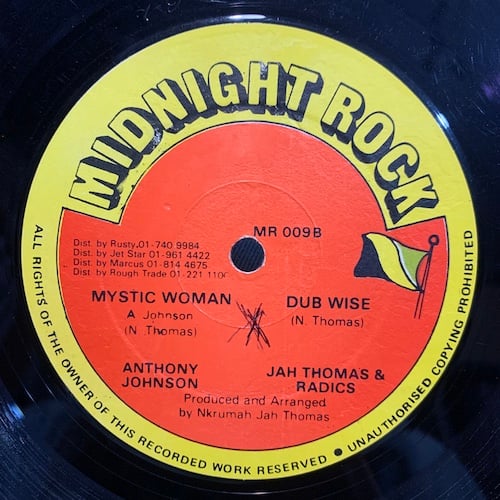 MIDNIGHT ROCK
MR 009B
Dist. by Rusty.01-740 9984
Dist. by Jet Star 01-961 4422
Dist. by Marcus 01-814 4675
Dist. by Rough Trade 01-221
MYSTIC WOMAN
A Johnson
(N. Thomas)
DUB WISE
(N. Thomas)
ANTHONY
JOHNSON
JAH THOMAS &
RADICS
Produced and Arranged
by Nkrumah Jah Thomas
ALL RIGHTS OF THE OWNER OF THIS RECORDED WORK RESERVED ● UNAUTHORISED COPYING PROHIBITED